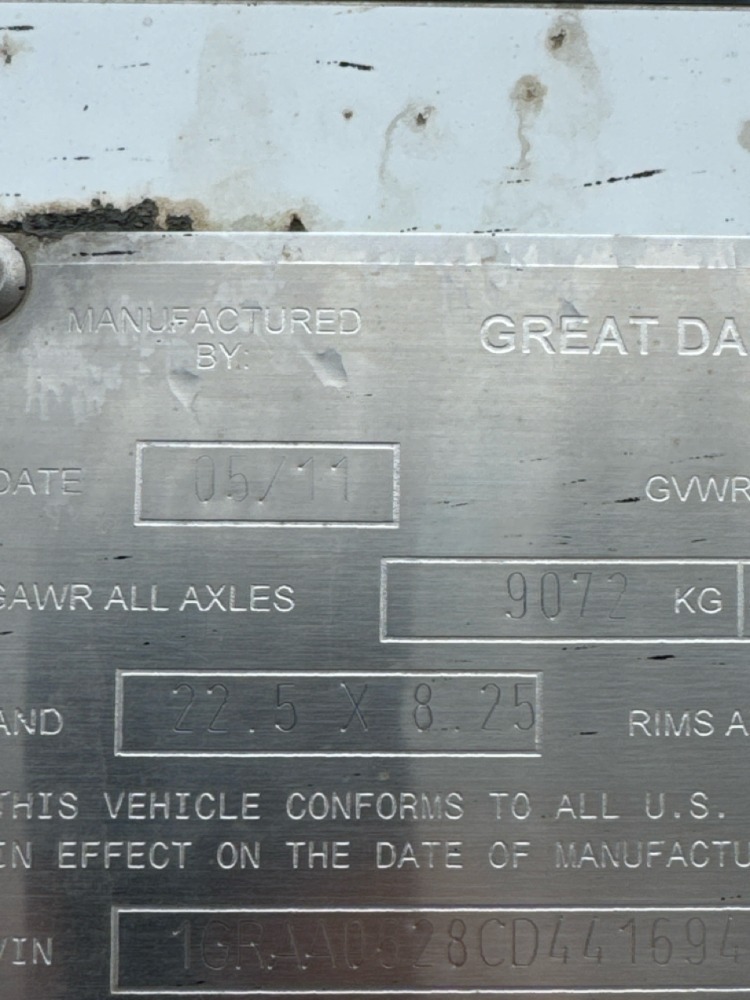 MANUFACTURED
BY:
GREAT DA
DATE 05/11 GVWR
GAWR ALL AXLES 9072 KG
AND 22.5 X 8.25 RIMS A
THIS VEHICLE CONFORMS TO ALL U.S.
IN EFFECT ON THE DATE OF MANUFACTU
VIN 1GRAA0628CD441694